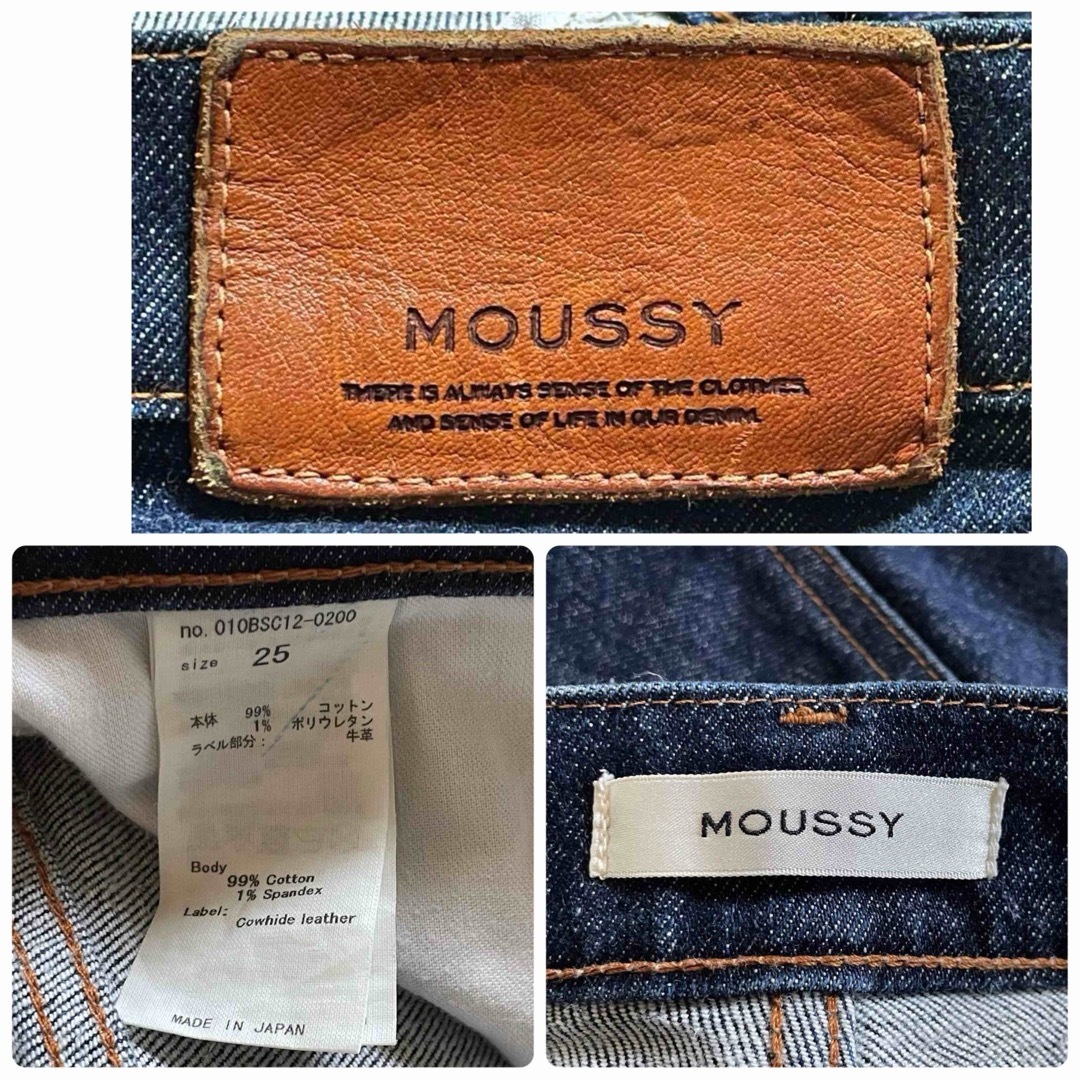 MOUSSY
THERE IS ALWAYS SENSE OF THE CLOTHES,
AND SENSE OF LIFE IN OUR DENIM.
no. 010BSC12-0200
size 25
本体 99% コットン
1% ポリウレタン
ラベル部分: 牛革
Body
99% Cotton
1% Spandex
Label:
Cowhide leather
MADE IN JAPAN
MOUSSY